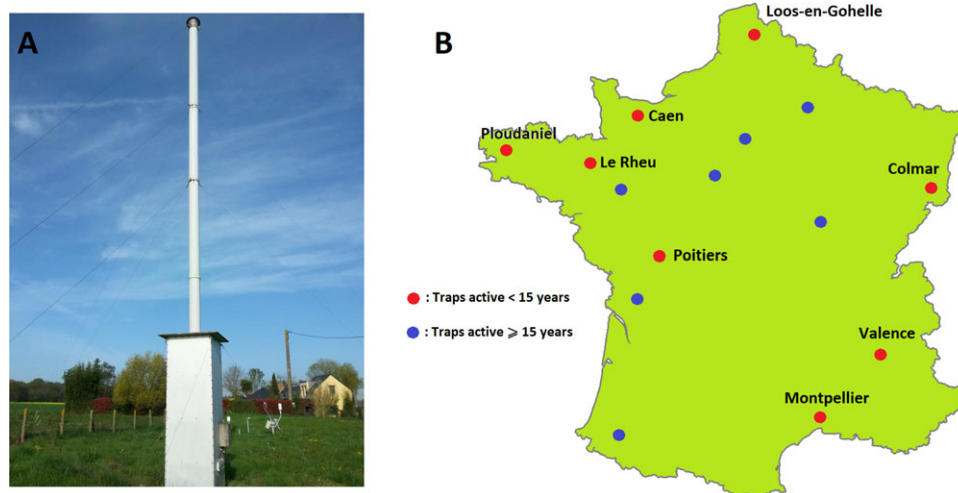 A
B
Loos-en-Gohelle
Caen
Ploudaniel
Le Rheu
Colmar
Poitiers
: Traps active < 15 years
: Traps active ⩾ 15 years
Valence
Montpellier